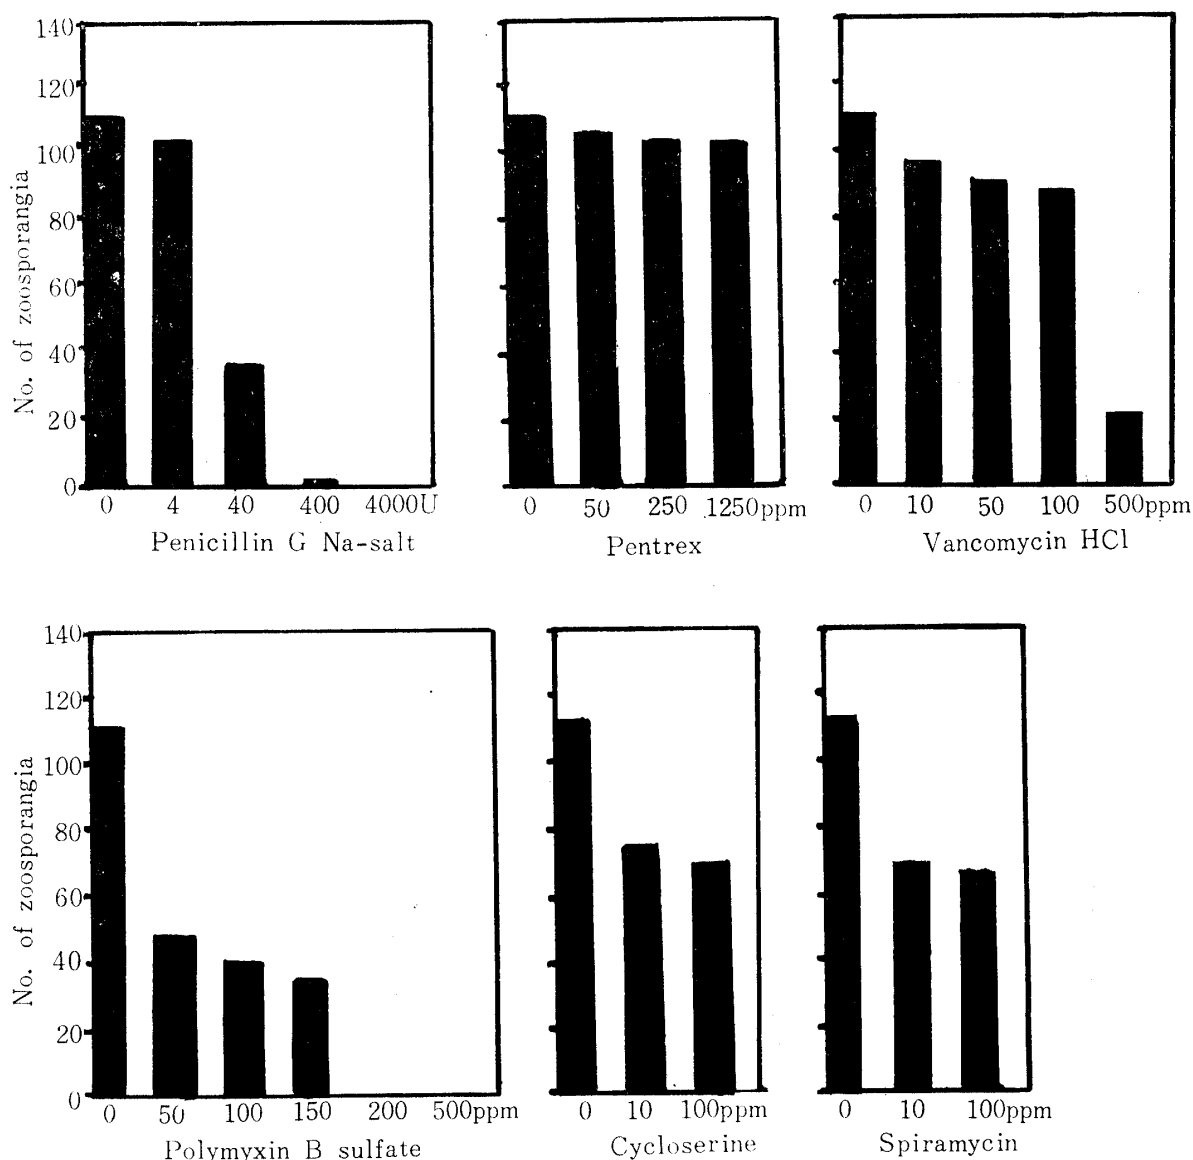 No. of zoosporangia
140
120
100
80
60
40
20
0
0 4 40 400 4000U
Penicillin G Na-salt
0 50 250 1250ppm
Pentrex
0 10 50 100 500ppm
Vancomycin HCl
No. of zoosporangia
140
120
100
80
60
40
20
0
0 50 100 150 200 500ppm
Polymyxin B sulfate
0 10 100ppm
Cycloserine
0 10 100ppm
Spiramycin